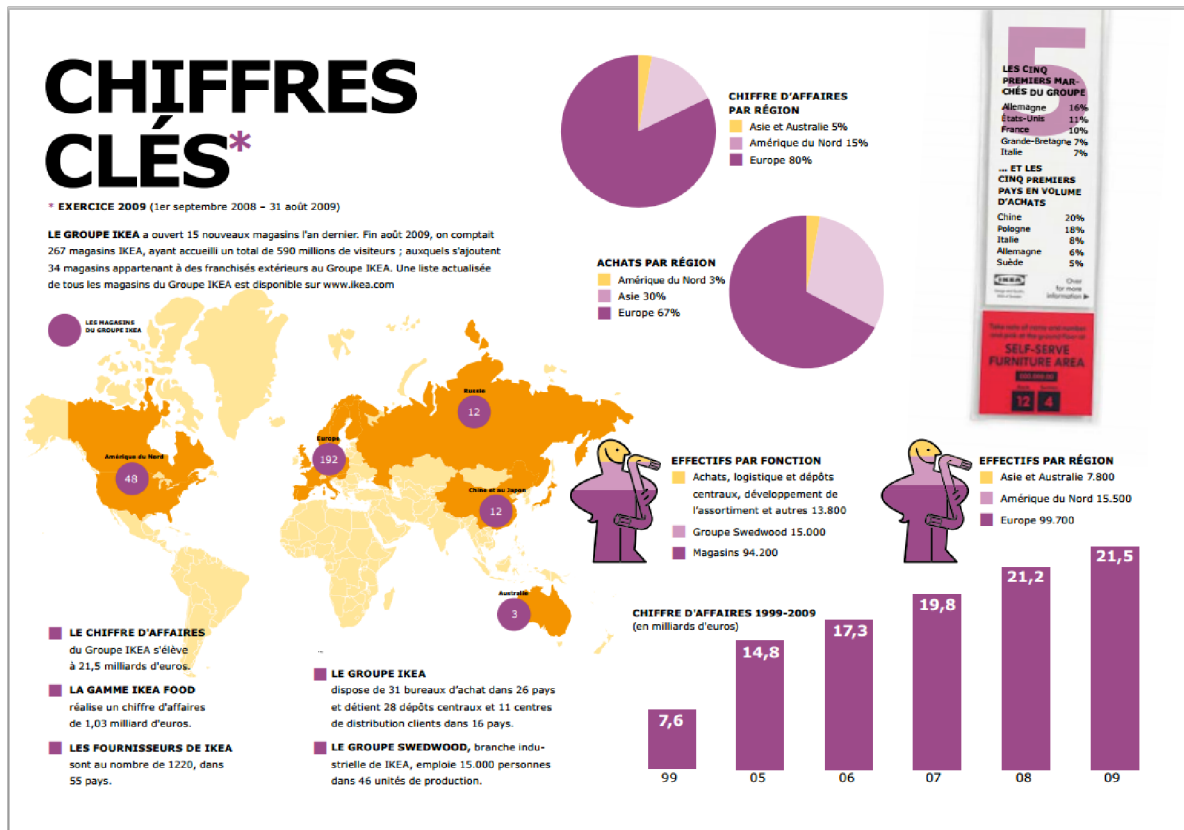 CHIFFRES
CLÉS*
* EXERCICE 2009 (1er septembre 2008 – 31 août 2009)
LE GROUPE IKEA a ouvert 15 nouveaux magasins l'an dernier. Fin août 2009, on comptait
267 magasins IKEA, ayant accueilli un total de 590 millions de visiteurs ; auxquels s'ajoutent
34 magasins appartenant à des franchisés extérieurs au Groupe IKEA. Une liste actualisée
de tous les magasins du Groupe IKEA est disponible sur www.ikea.com
CHIFFRE D'AFFAIRES
PAR RÉGION
Asie et Australie 5%
Amérique du Nord 15%
Europe 80%
ACHATS PAR RÉGION
Amérique du Nord 3%
Asie 30%
Europe 67%
5
LES CINQ
PREMIERS MAR-
CHÉS DU GROUPE
Allemagne 16%
États-Unis 11%
France 10%
Grande-Bretagne 7%
Italie 7%
... ET LES
CINQ PREMIERS
PAYS EN VOLUME
D'ACHATS
Chine 20%
Pologne 18%
Italie 8%
Allemagne 6%
Suède 5%
IKEA
Over
for more
information
Take note of name and number
SELF-SERVE
FURNITURE AREA
12 4
LES MAGASINS
DU GROUPE IKEA
Amérique du Nord
48
Europe
192
Russie
12
Chine et au Japon
12
Australie
3
EFFECTIFS PAR FONCTION
Achats, logistique et dépôts
centraux, développement de
l'assortiment et autres 13.800
Groupe Swedwood 15.000
Magasins 94.200
EFFECTIFS PAR RÉGION
Asie et Australie 7.800
Amérique du Nord 15.500
Europe 99.700
LE CHIFFRE D'AFFAIRES
du Groupe IKEA s'élève
à 21,5 milliards d'euros.
LA GAMME IKEA FOOD
réalise un chiffre d'affaires
de 1,03 milliard d'euros.
LES FOURNISSEURS DE IKEA
sont au nombre de 1220, dans
55 pays.
...
LE GROUPE IKEA
dispose de 31 bureaux d'achat dans 26 pays
et détient 28 dépôts centraux et 11 centres
de distribution clients dans 16 pays.
LE GROUPE SWEDWOOD, branche indu-
strielle de IKEA, emploie 15.000 personnes
dans 46 unités de production.
CHIFFRE D'AFFAIRES 1999-2009
(en milliards d'euros)
7,6
14,8
17,3
19,8
21,2
21,5
99
05
06
07
08
09